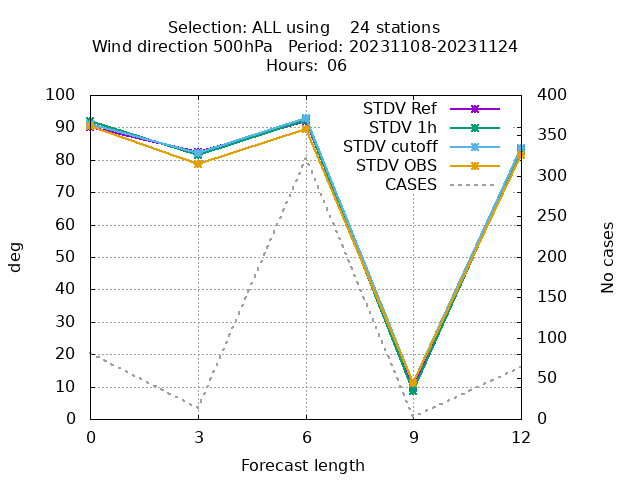 Selection: ALL using    24 stations
Wind direction 500hPa   Period: 20231108-20231124
Hours: 06
STDV Ref
STDV 1h
STDV cutoff
STDV OBS
CASES
100
90
80
70
60
50
40
30
20
10
0
deg
400
350
300
250
200
150
100
50
0
No cases
0
3
6
9
12
Forecast length